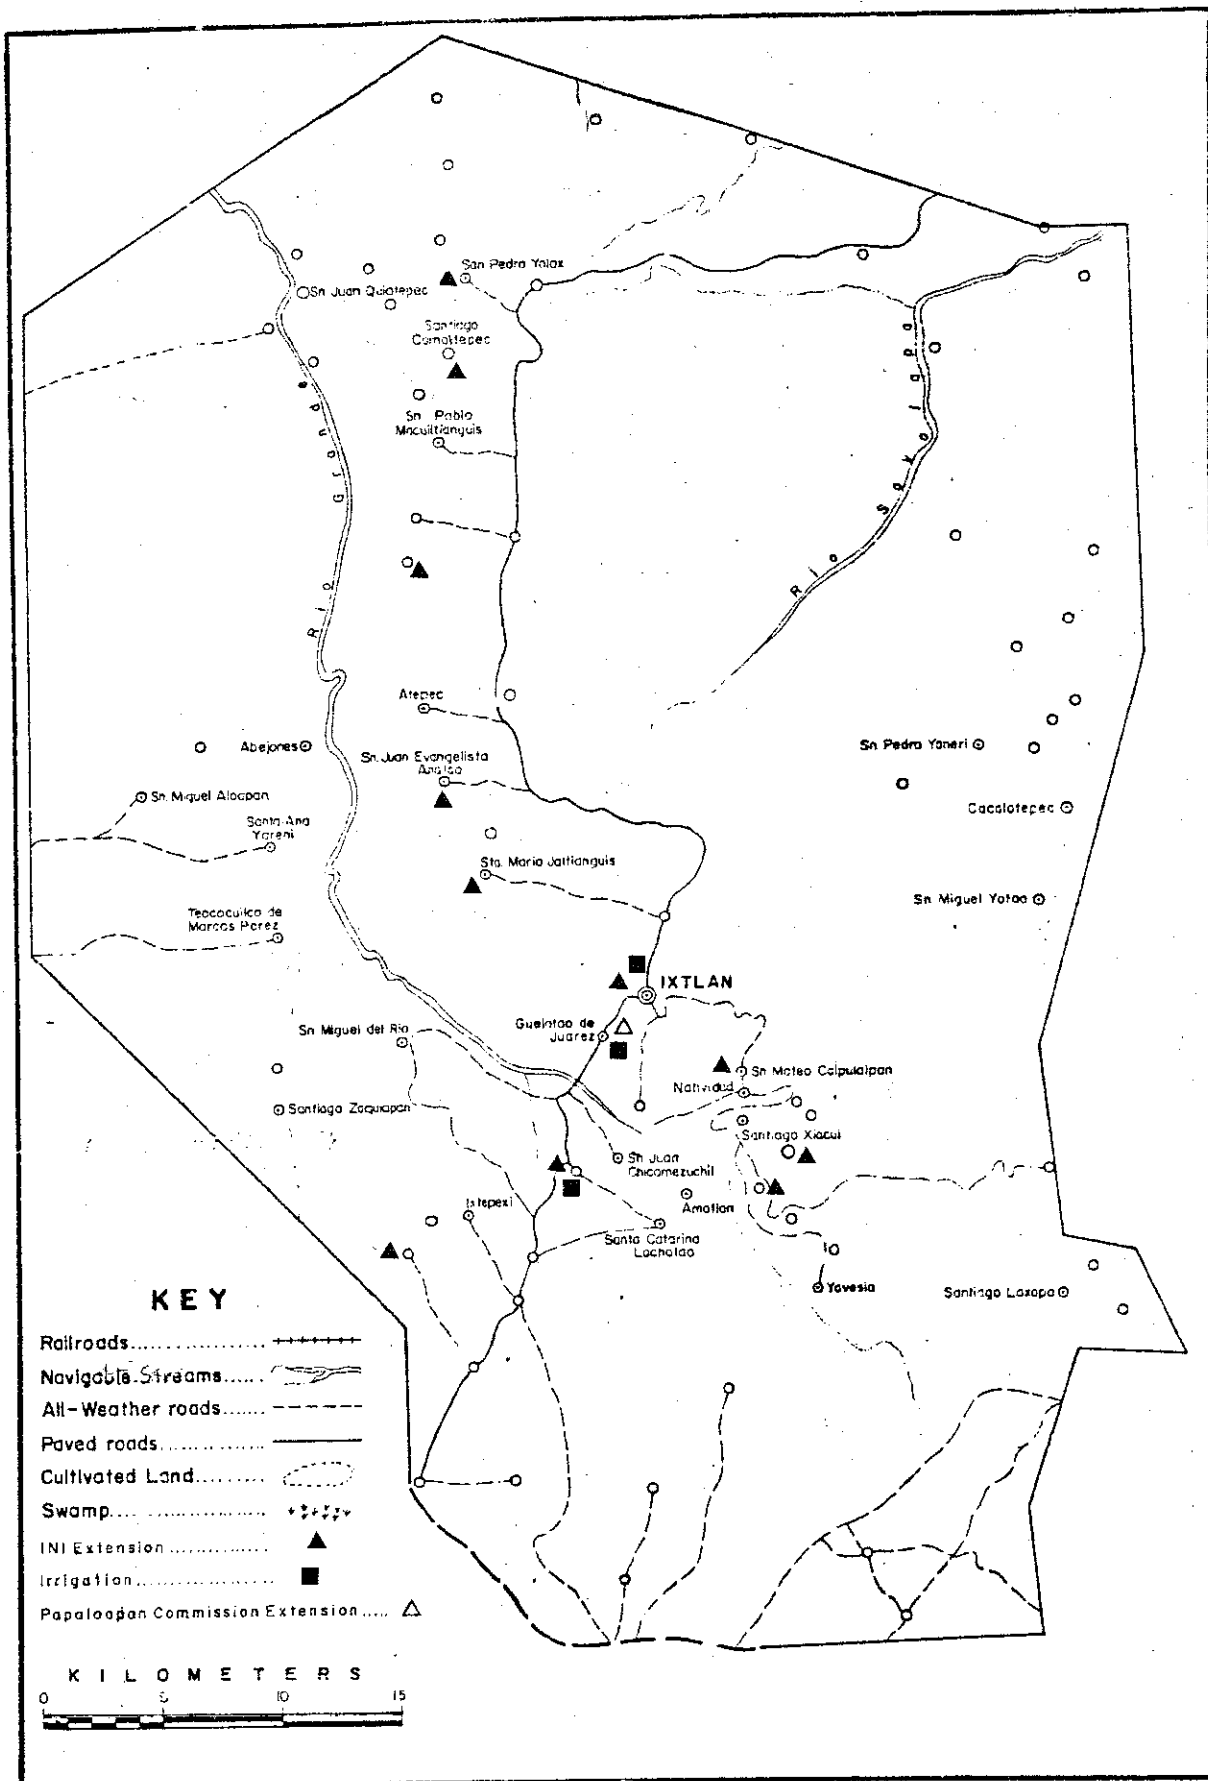 San Pedro Yolox
Sn. Juan Quiotepec
Santiago
Comaltepec
Sn. Pablo
Macuiltianguis
Rio Grande
Rio Soyolapa
Atepec
Abejones
Sn. Juan Evangelista
Analco
Sn. Pedro Yaneri
Sn. Miguel Aloapan
Cacalotepec
Santa Ana
Yareni
Sta. Maria Jaltianguis
Sn. Miguel Yotao
Teococuilco de
Marcos Perez
IXTLAN
Sn. Miguel del Rio
Guelatao de
Juarez
Sn. Mateo Calpulalpan
Natividad
Santiago Zoquiapan
Santiago Xiacui
Sn. Juan
Chicomezuchil
Ixtepexi
Amatlan
Santa Catarina
Lachatao
Yavesia
Santiago Laxopa
KEY
Railroads
Navigable Streams
All-Weather roads
Paved roads
Cultivated Land
Swamp
INI Extension
Irrigation
Papaloapan Commission Extension
KILOMETERS
0 5 10 15